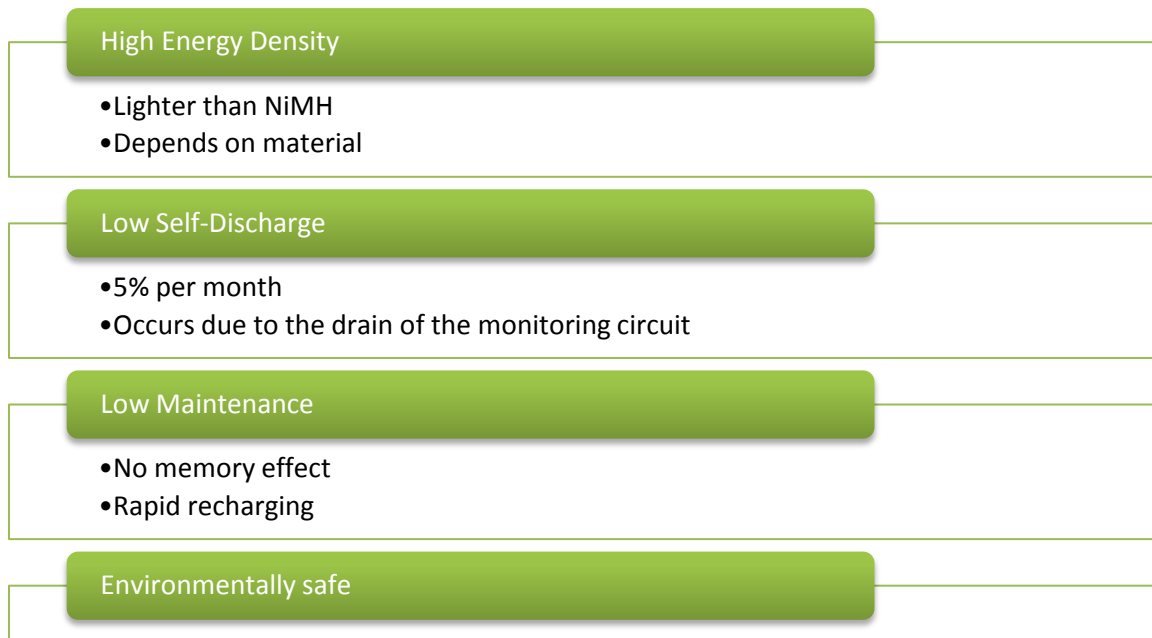 High Energy Density
•Lighter than NiMH
•Depends on material
Low Self-Discharge
•5% per month
•Occurs due to the drain of the monitoring circuit
Low Maintenance
•No memory effect
•Rapid recharging
Environmentally safe